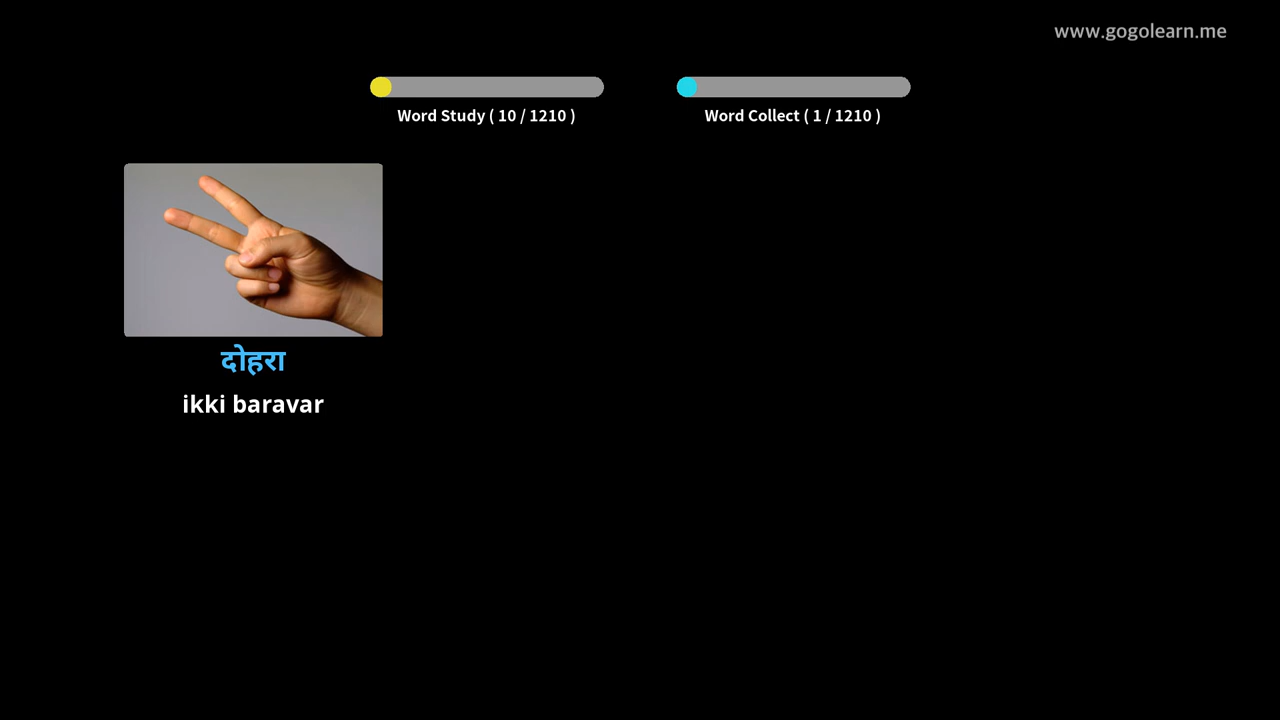 www.gogolearn.me
Word Study ( 10 / 1210 )
Word Collect ( 1 / 1210 )
दोहरा
ikki baravar